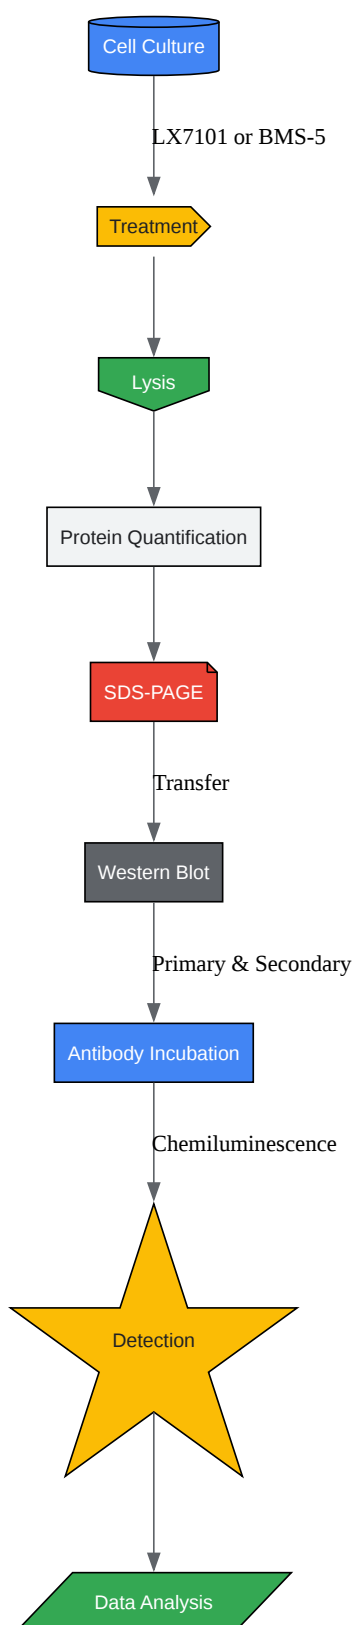 Cell Culture
LX7101 or BMS-5
Treatment
Lysis
Protein Quantification
SDS-PAGE
Transfer
Western Blot
Primary & Secondary
Antibody Incubation
Chemiluminescence
Detection
Data Analysis